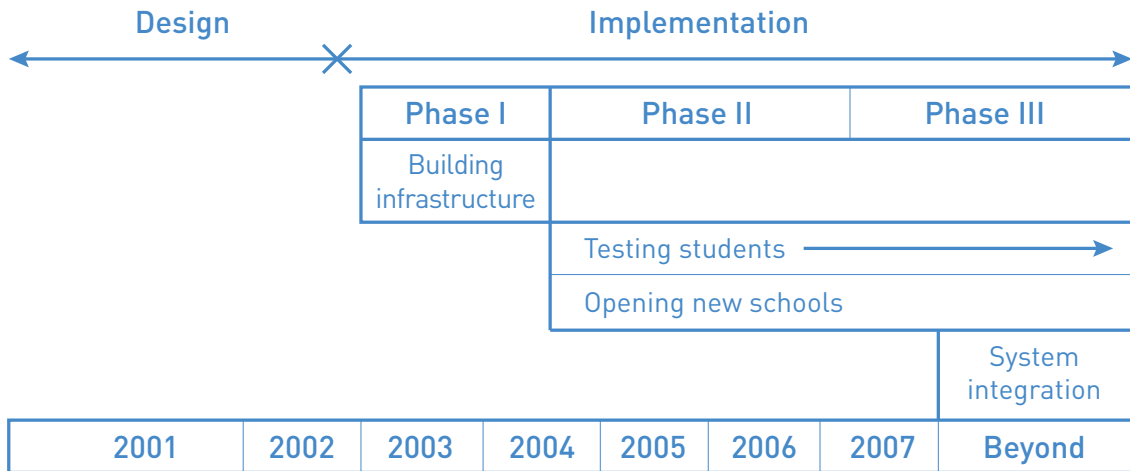 Design Implementation
Phase I Phase II Phase III
Building
infrastructure
Testing students
Opening new schools
System
integration
2001 2002 2003 2004 2005 2006 2007 Beyond